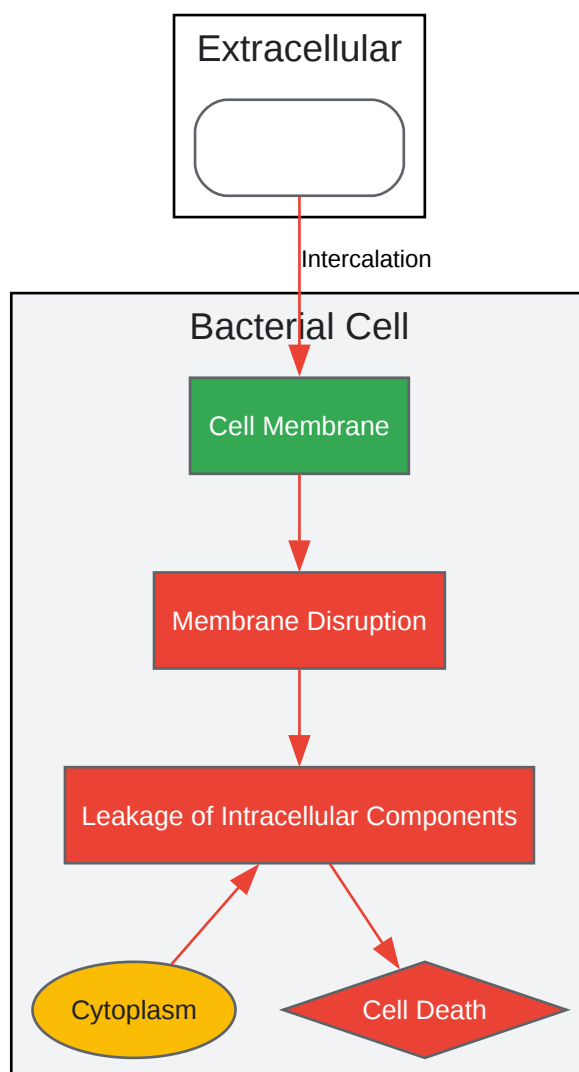 Extracellular
Intercalation
Bacterial Cell
Cell Membrane
Membrane Disruption
Leakage of Intracellular Components
Cytoplasm
Cell Death